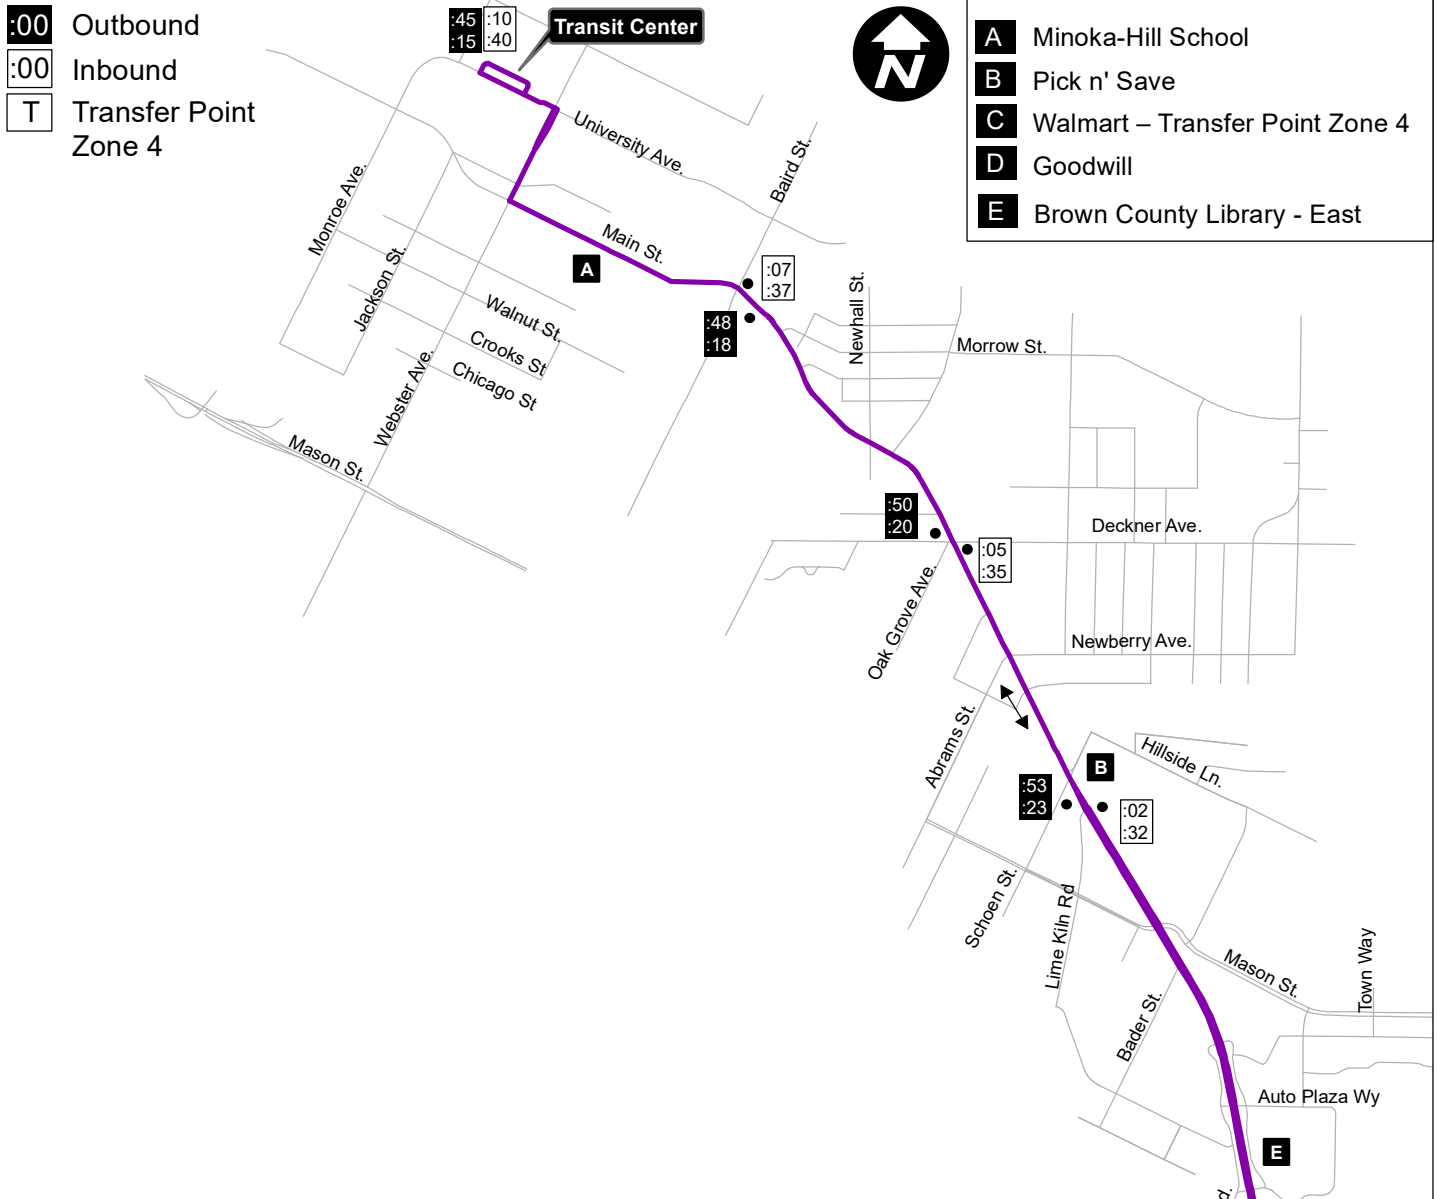 :00 Outbound
:00 Inbound
T Transfer Point
Zone 4
:45
:15
:10
:40
Transit Center
N
A Minoka-Hill School
B Pick n' Save
C Walmart – Transfer Point Zone 4
D Goodwill
E Brown County Library - East
University Ave.
Baird St.
Monroe Ave.
Main St.
Jackson St.
A
:07
:37
Walnut St.
:48
:18
Newhall St.
Morrow St.
Crooks St
Chicago St
Webster Ave.
Mason St.
:50
:20
Deckner Ave.
:05
:35
Oak Grove Ave.
Newberry Ave.
Abrams St.
Hillside Ln.
B
:53
:23
:02
:32
Schoen St.
Lime Kiln Rd
Mason St.
Town Way
Bader St.
Auto Plaza Wy
E